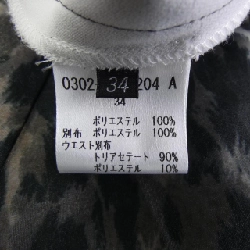 0302 34 204 A
34
ポリエステル 100%
別布 ポリエステル 100%
ウエスト別布
トリアセテート 90%
ポリエステル 10%